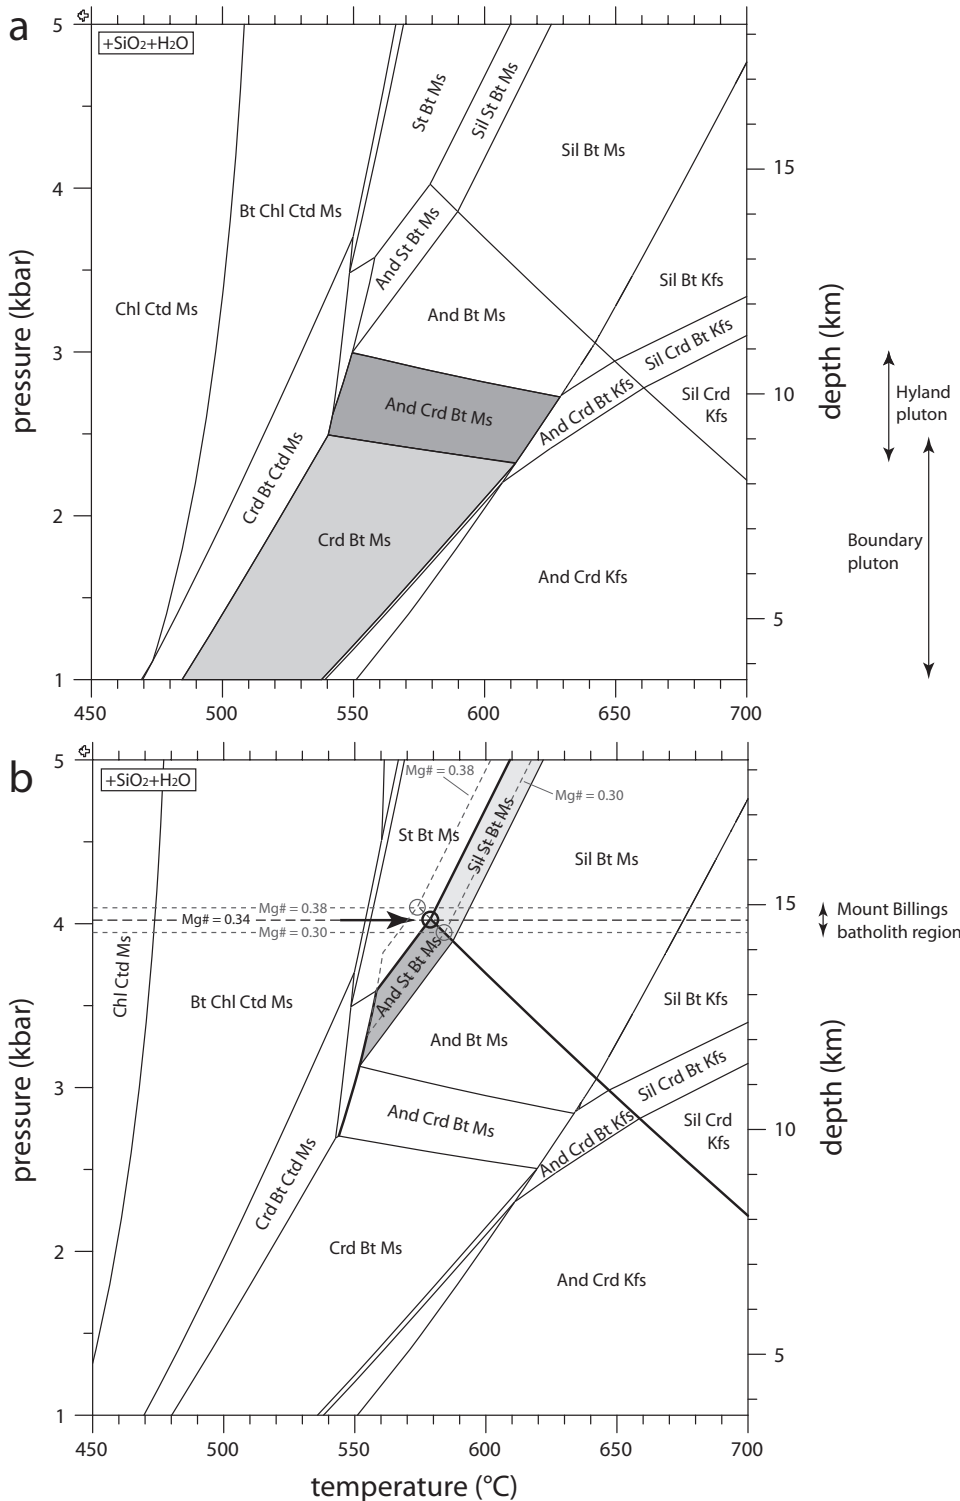 a
+SiO2+H2O
5
4
3
2
1
pressure (kbar)
450
500
550
600
650
700
15
10
5
depth (km)
Chl Ctd Ms
Bt Chl Ctd Ms
St Bt Ms
Sil St Bt Ms
Sil Bt Ms
And St Bt Ms
And Bt Ms
Sil Bt Kfs
Sil Crd Bt Kfs
And Crd Bt Kfs
Sil Crd
Kfs
And Crd Bt Ms
Crd Bt Ctd Ms
Crd Bt Ms
And Crd Kfs
Hyland
pluton
Boundary
pluton
b
+SiO2+H2O
5
4
3
2
1
pressure (kbar)
450
500
550
600
650
700
temperature (°C)
15
10
5
depth (km)
Mg# = 0.38
Mg# = 0.30
St Bt Ms
Sil St Bt Ms
Sil Bt Ms
Mg# = 0.38
Mg# = 0.34
Mg# = 0.30
Mount Billings
batholith region
Chl Ctd Ms
Bt Chl Ctd Ms
And St Bt Ms
And Bt Ms
Sil Bt Kfs
Sil Crd Bt Kfs
And Crd Bt Kfs
Sil Crd
Kfs
And Crd Bt Ms
Crd Bt Ctd Ms
Crd Bt Ms
And Crd Kfs